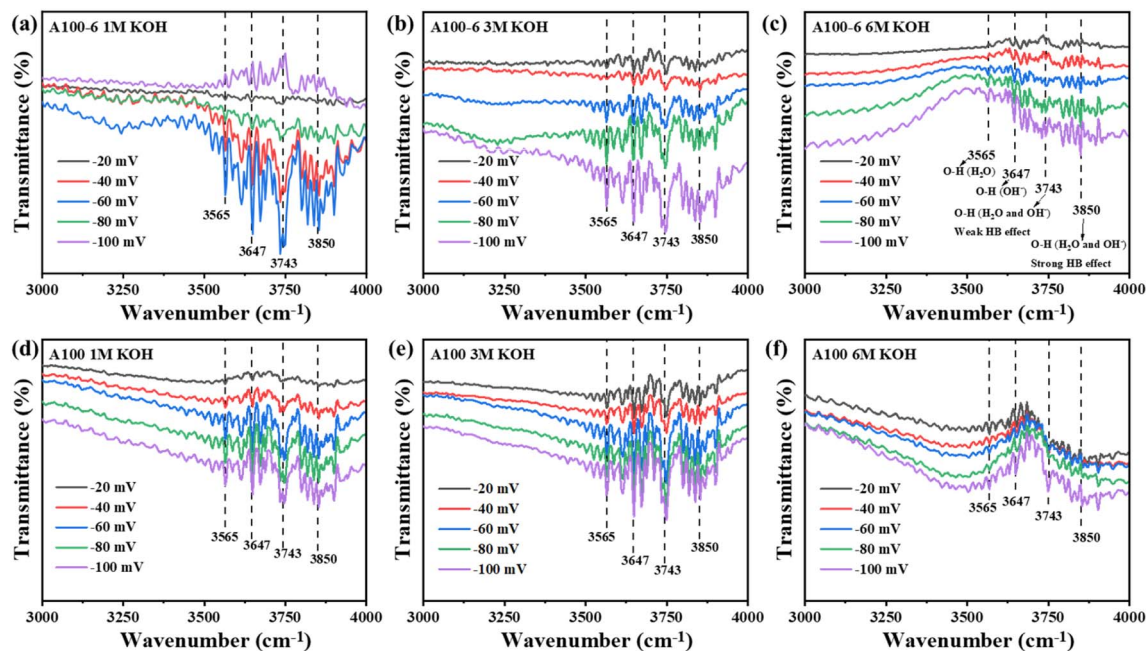 (a) A100-6 1M KOH
Transmittance (%)
-20 mV
-40 mV
-60 mV
-80 mV
-100 mV
3565
3647
3743
3850
3000 3250 3500 3750 4000
Wavenumber (cm-1)
(b) A100-6 3M KOH
Transmittance (%)
-20 mV
-40 mV
-60 mV
-80 mV
-100 mV
3565
3647
3743
3850
3000 3250 3500 3750 4000
Wavenumber (cm-1)
(c) A100-6 6M KOH
Transmittance (%)
-20 mV
-40 mV
-60 mV
-80 mV
-100 mV
3565
O-H (H2O)
3647
O-H (OH-)
3743
O-H (H2O and OH-)
Weak HB effect
3850
O-H (H2O and OH-)
Strong HB effect
3000 3250 3500 3750 4000
Wavenumber (cm-1)
(d) A100 1M KOH
Transmittance (%)
-20 mV
-40 mV
-60 mV
-80 mV
-100 mV
3565
3647
3743
3850
3000 3250 3500 3750 4000
Wavenumber (cm-1)
(e) A100 3M KOH
Transmittance (%)
-20 mV
-40 mV
-60 mV
-80 mV
-100 mV
3565
3647
3743
3850
3000 3250 3500 3750 4000
Wavenumber (cm-1)
(f) A100 6M KOH
Transmittance (%)
-20 mV
-40 mV
-60 mV
-80 mV
-100 mV
3565
3647
3743
3850
3000 3250 3500 3750 4000
Wavenumber (cm-1)